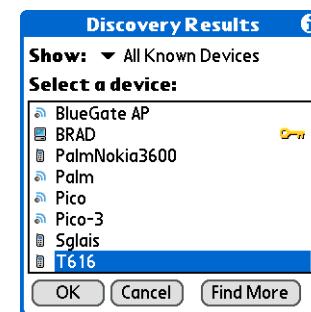 Discovery Results
Show: All Known Devices
Select a device:
BlueGate AP
BRAD
PalmNokia3600
Palm
Pico
Pico-3
Sglais
T616
OK Cancel Find More